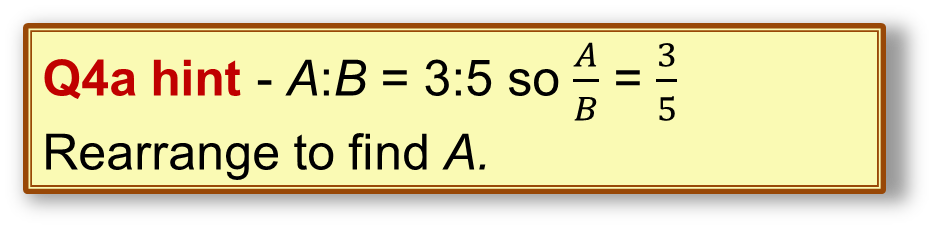 Q4a hint - A:B = 3:5 so A/B = 3/5
Rearrange to find A.